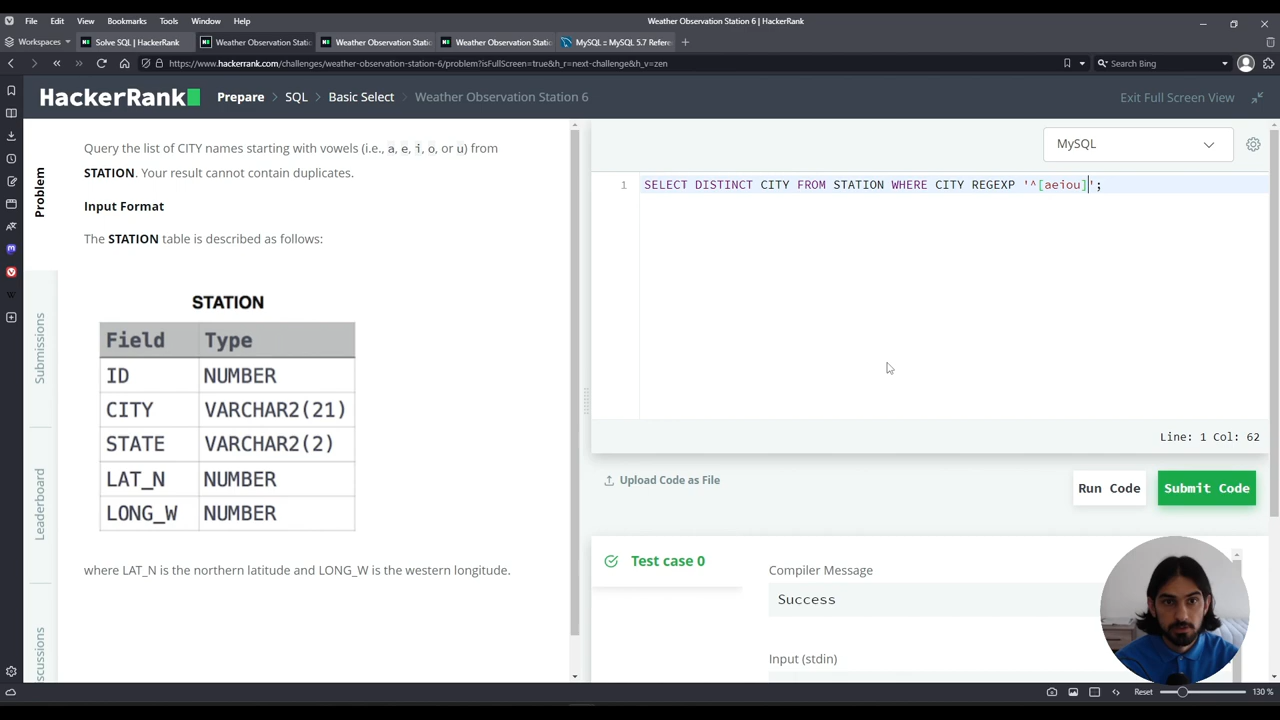 File Edit View Bookmarks Tools Window Help
Weather Observation Station 6 | HackerRank
Workspaces
Solve SQL | HackerRank
Weather Observation Static
Weather Observation Sta
Weather Observation Stat
MySQL :: MySQL 5.7 Refere
https://www.hackerrank.com/challenges/weather-observation-station-6/problem?isFullScreen=true&h_r=next-challenge&h_v=zen
Search Bing
HackerRank
Prepare > SQL > Basic Select > Weather Observation Station 6
Exit Full Screen View
Problem
Submissions
Leaderboard
Query the list of CITY names starting with vowels (i.e., a, e, i, o, or u) from
STATION. Your result cannot contain duplicates.
Input Format
The STATION table is described as follows:
STATION
Field Type
ID NUMBER
CITY VARCHAR2(21)
STATE VARCHAR2(2)
LAT_N NUMBER
LONG_W NUMBER
where LAT_N is the northern latitude and LONG_W is the western longitude.
MySQL
1 SELECT DISTINCT CITY FROM STATION WHERE CITY REGEXP '^[aeiou]';
Line: 1 Col: 62
Upload Code as File
Run Code
Submit Code
Test case 0
Compiler Message
Success
Input (stdin)
Reset
130 %